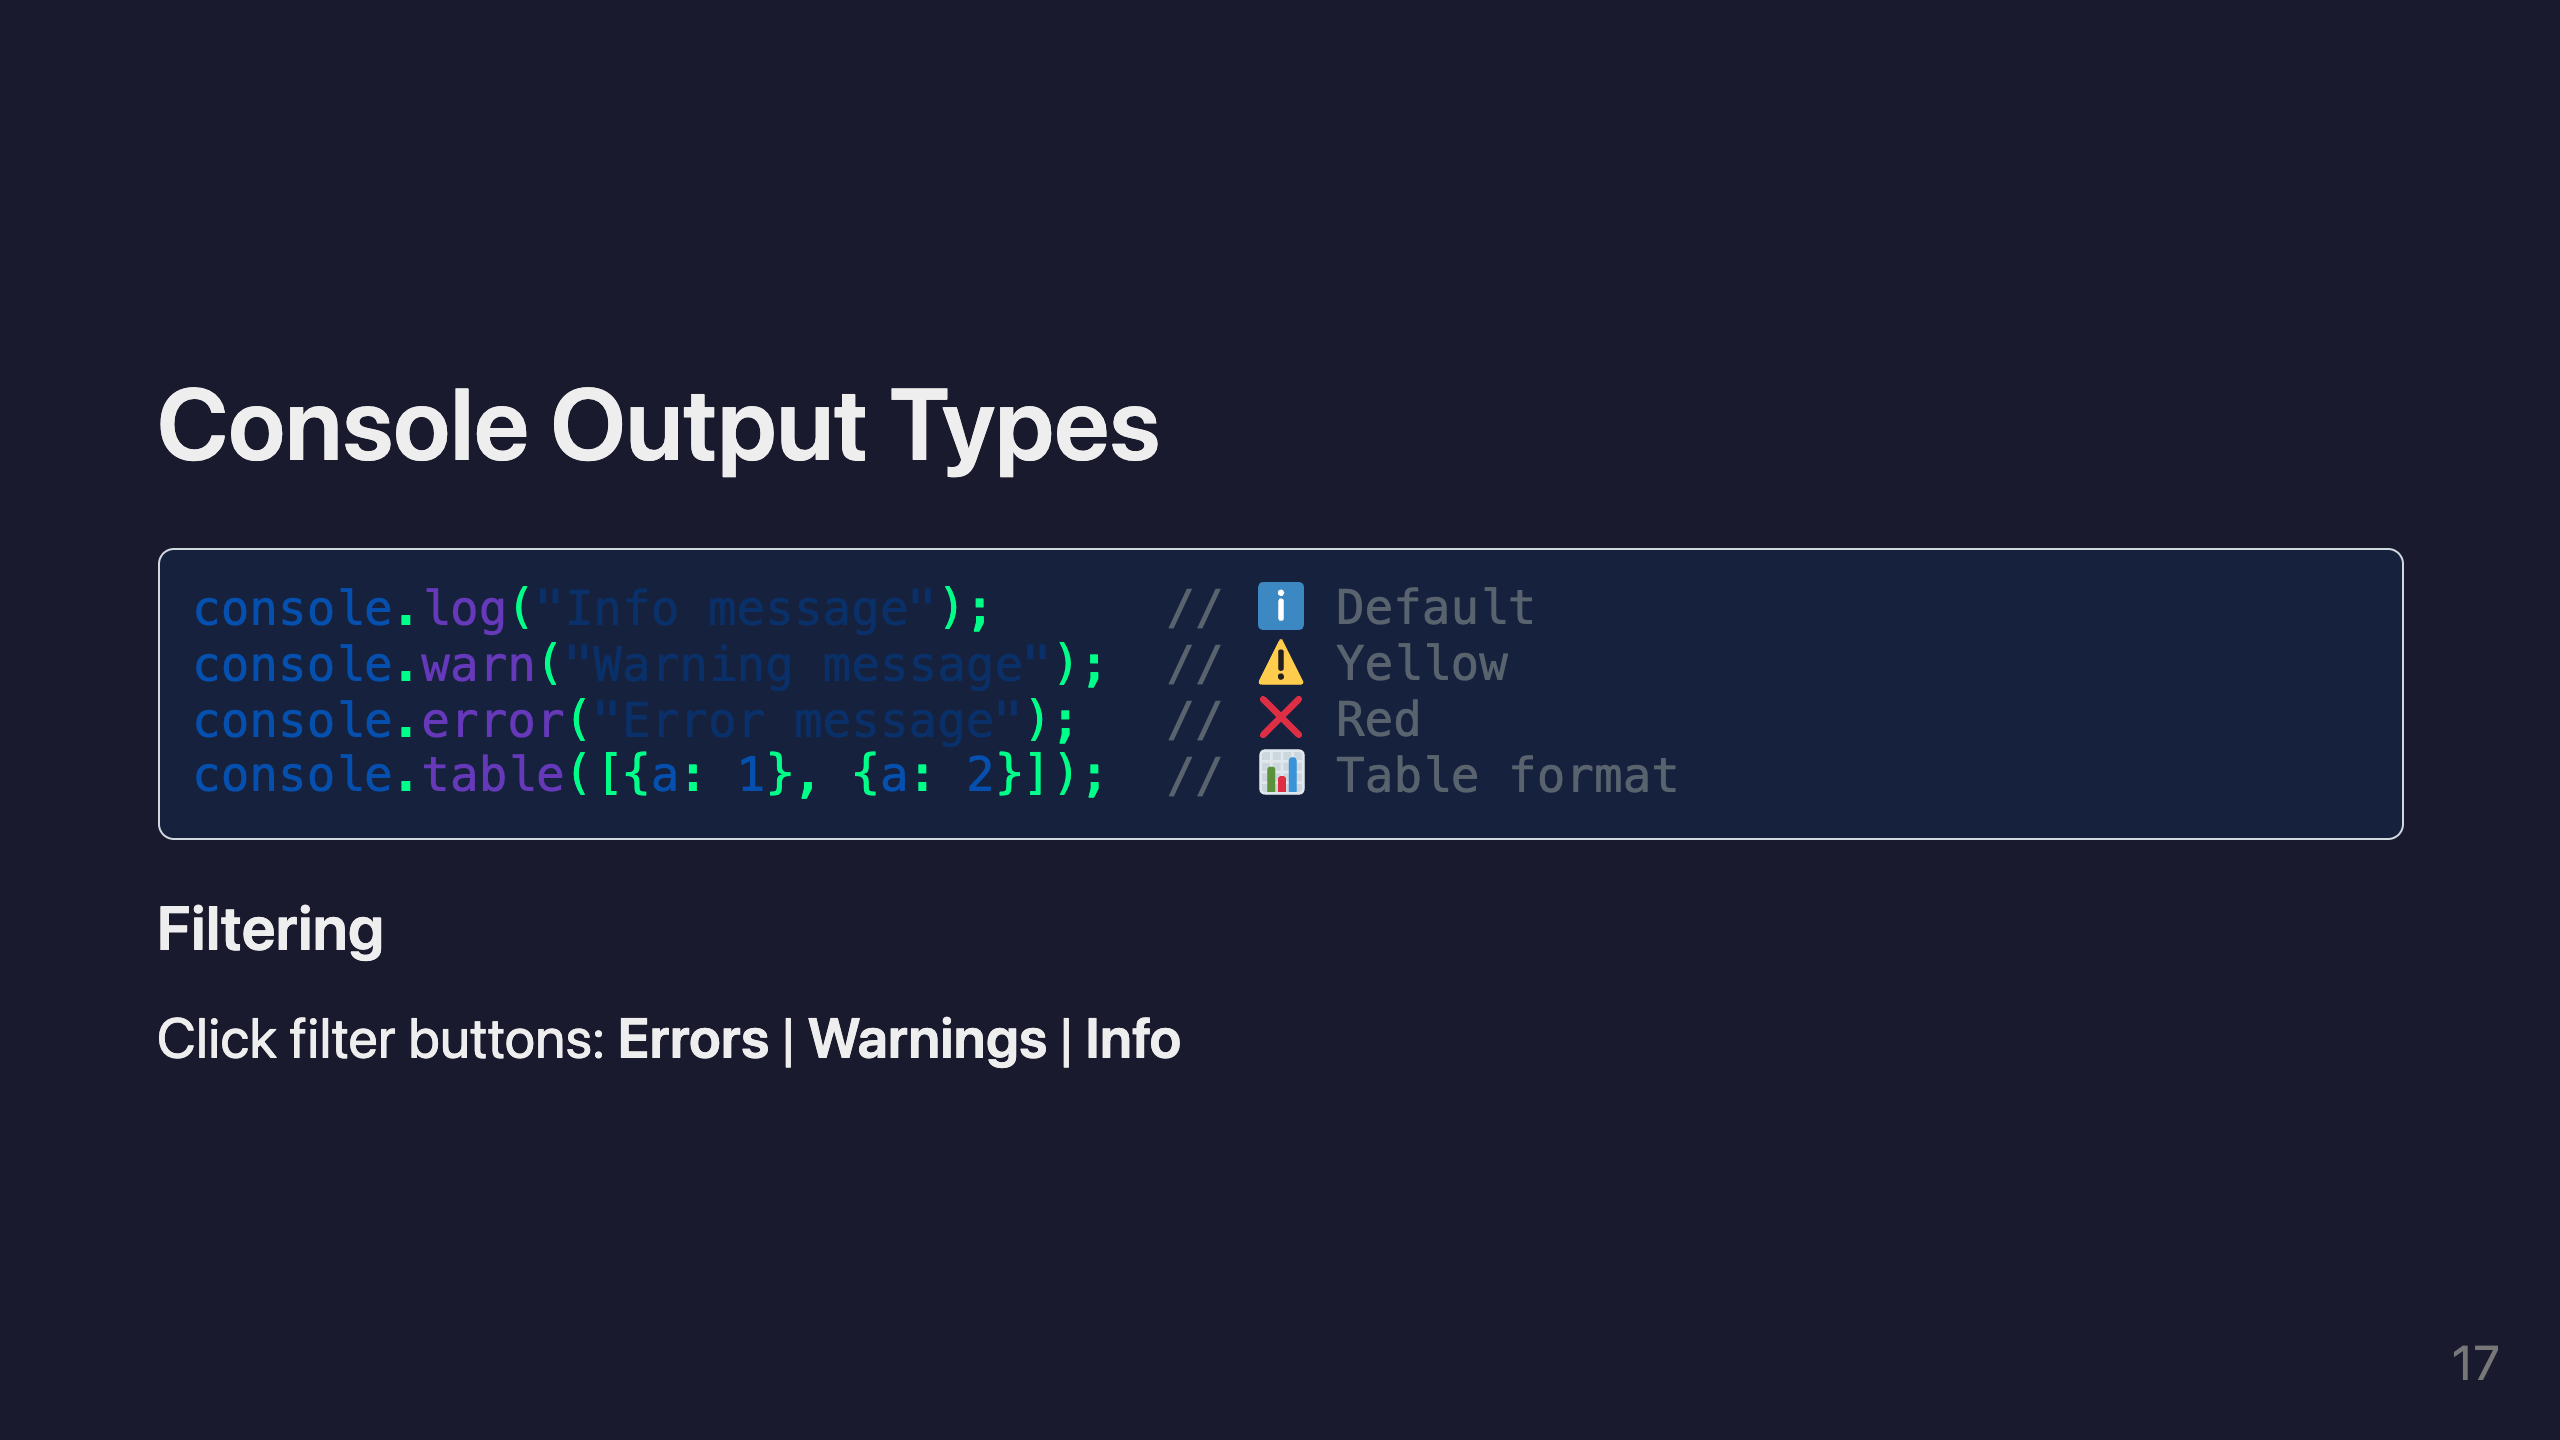 Console Output Types
console.log("Info message");      // ℹ️ Default
console.warn("Warning message");  // ⚠️ Yellow
console.error("Error message");   // ❌ Red
console.table([{a: 1}, {a: 2}]);  // 📊 Table format
Filtering
Click filter buttons: Errors | Warnings | Info
17